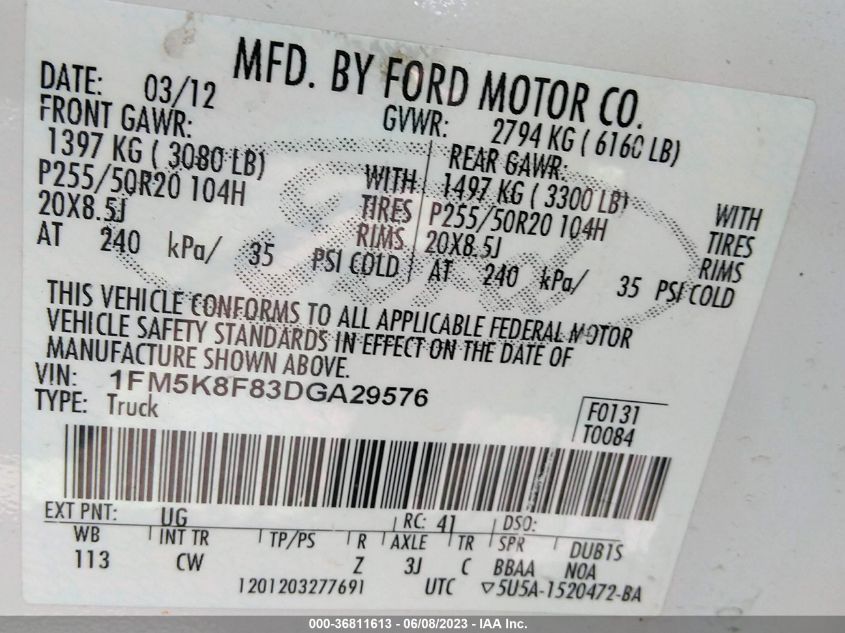 MFD. BY FORD MOTOR CO.
DATE: 03/12 GVWR: 2794 KG ( 6160 LB)
FRONT GAWR: REAR GAWR:
1397 KG ( 3080 LB) WITH 1497 KG ( 3300 LB) WITH
P255/50R20 104H TIRES P255/50R20 104H TIRES
20X8.5J RIMS 20X8.5J RIMS
AT 240 kPa/ 35 PSI COLD AT 240 kPa/ 35 PSI COLD
THIS VEHICLE CONFORMS TO ALL APPLICABLE FEDERAL MOTOR
VEHICLE SAFETY STANDARDS IN EFFECT ON THE DATE OF
MANUFACTURE SHOWN ABOVE.
VIN: 1FM5K8F83DGA29576
TYPE: Truck
F0131
T0084
EXT PNT: UG RC: 41 DSO:
WB INT TR TP/PS R AXLE TR SPR DUB1S
113 CW Z 3J C BBAA N0A
1201203277691 UTC ▽5U5A-1520472-BA
000-36811613 - 06/08/2023 - IAA Inc.